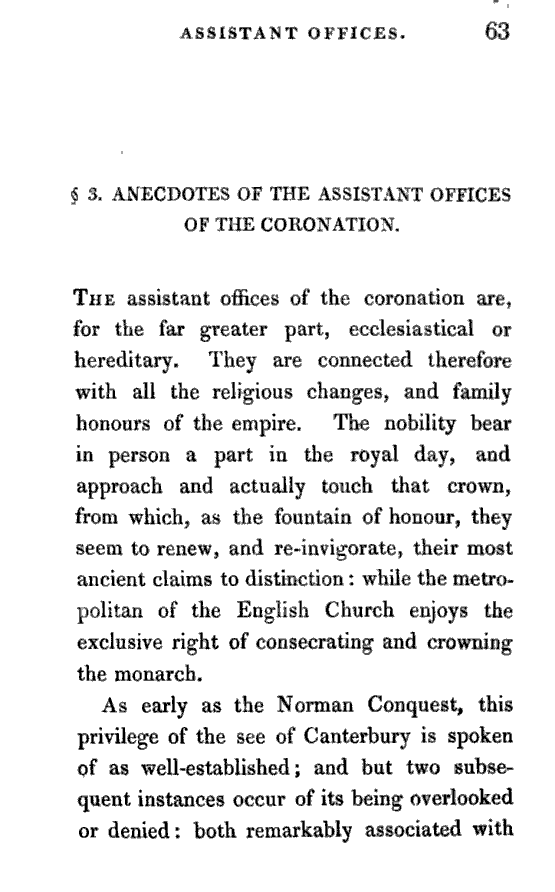 ASSISTANT OFFICES. 63
§ 3. ANECDOTES OF THE ASSISTANT OFFICES
OF THE CORONATION.
THE assistant offices of the coronation are,
for the far greater part, ecclesiastical or
hereditary. They are connected therefore
with all the religious changes, and family
honours of the empire. The nobility bear
in person a part in the royal day, and
approach and actually touch that crown,
from which, as the fountain of honour, they
seem to renew, and re-invigorate, their most
ancient claims to distinction: while the metro-
politan of the English Church enjoys the
exclusive right of consecrating and crowning
the monarch.
As early as the Norman Conquest, this
privilege of the see of Canterbury is spoken
of as well-established; and but two subse-
quent instances occur of its being overlooked
or denied: both remarkably associated with